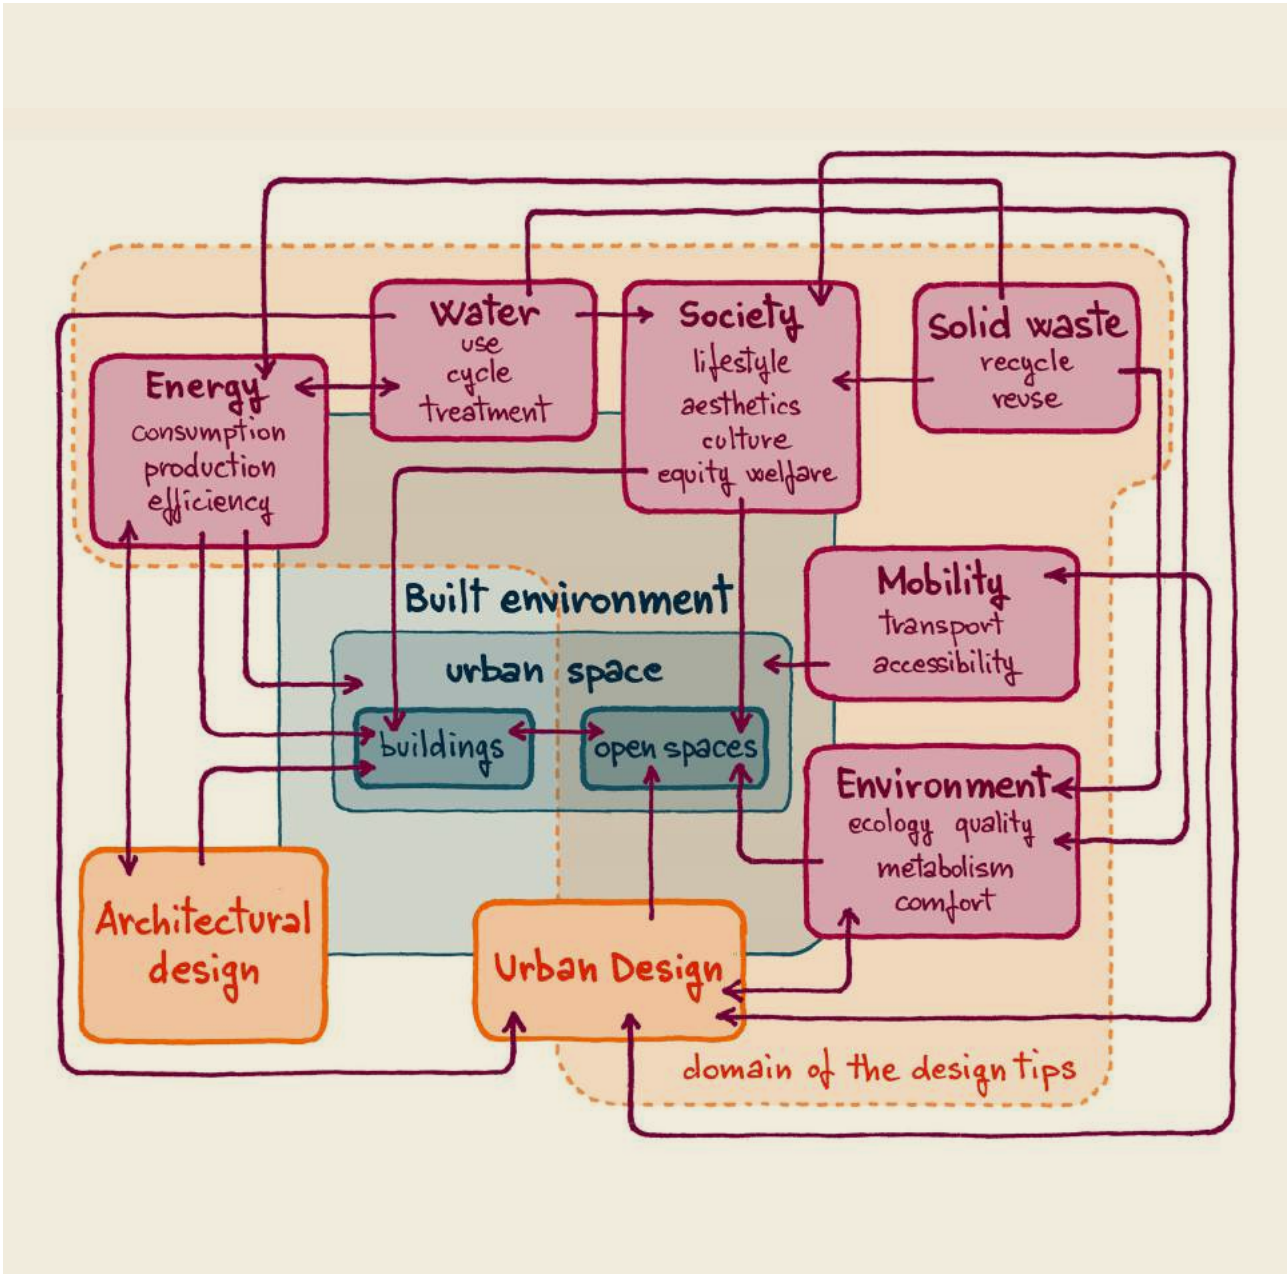 Water
use
cycle
treatment
Society
lifestyle
aesthetics
culture
equity welfare
Solid waste
recycle
reuse
Energy
consumption
production
efficiency
Built environment
urban space
buildings
open spaces
Mobility
transport
accessibility
Environment
ecology quality
metabolism
comfort
Architectural
design
Urban Design
domain of the design tips